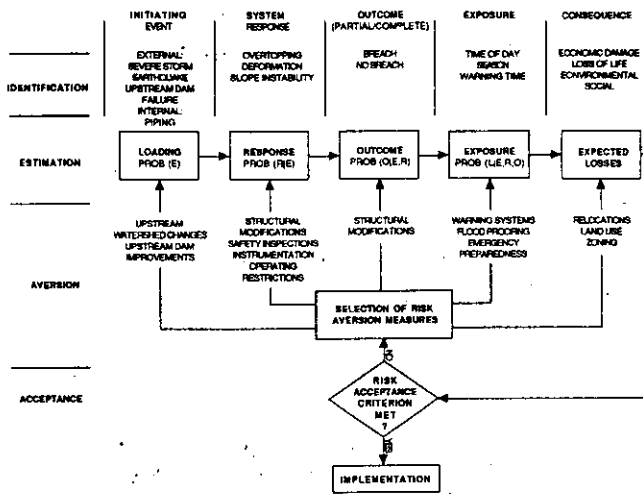 INITIATING
EVENT
SYSTEM
RESPONSE
OUTCOME
(PARTIAL/COMPLETE)
EXPOSURE
CONSEQUENCE
IDENTIFICATION
EXTERNAL:
SEVERE STORM
EARTHQUAKE
UPSTREAM DAM
FAILURE
INTERNAL:
PIPING
OVERTOPPING
DEFORMATION
SLOPE INSTABILITY
BREACH
NO BREACH
TIME OF DAY
SEASON
WARNING TIME
ECONOMIC DAMAGE
LOSS OF LIFE
ENVIRONMENTAL
SOCIAL
ESTIMATION
LOADING
PROB (E)
RESPONSE
PROB (R|E)
OUTCOME
PROB (O|E,R)
EXPOSURE
PROB (L|E,R,O)
EXPECTED
LOSSES
AVERSION
UPSTREAM
WATERSHED CHANGES
UPSTREAM DAM
IMPROVEMENTS
STRUCTURAL
MODIFICATIONS
SAFETY INSPECTIONS
INSTRUMENTATION
OPERATING
RESTRICTIONS
STRUCTURAL
MODIFICATIONS
WARNING SYSTEMS
FLOOD PROOFING
EMERGENCY
PREPAREDNESS
RELOCATIONS
LAND USE
ZONING
SELECTION OF RISK
AVERSION MEASURES
NO
ACCEPTANCE
RISK
ACCEPTANCE
CRITERION
MET
?
YES
IMPLEMENTATION